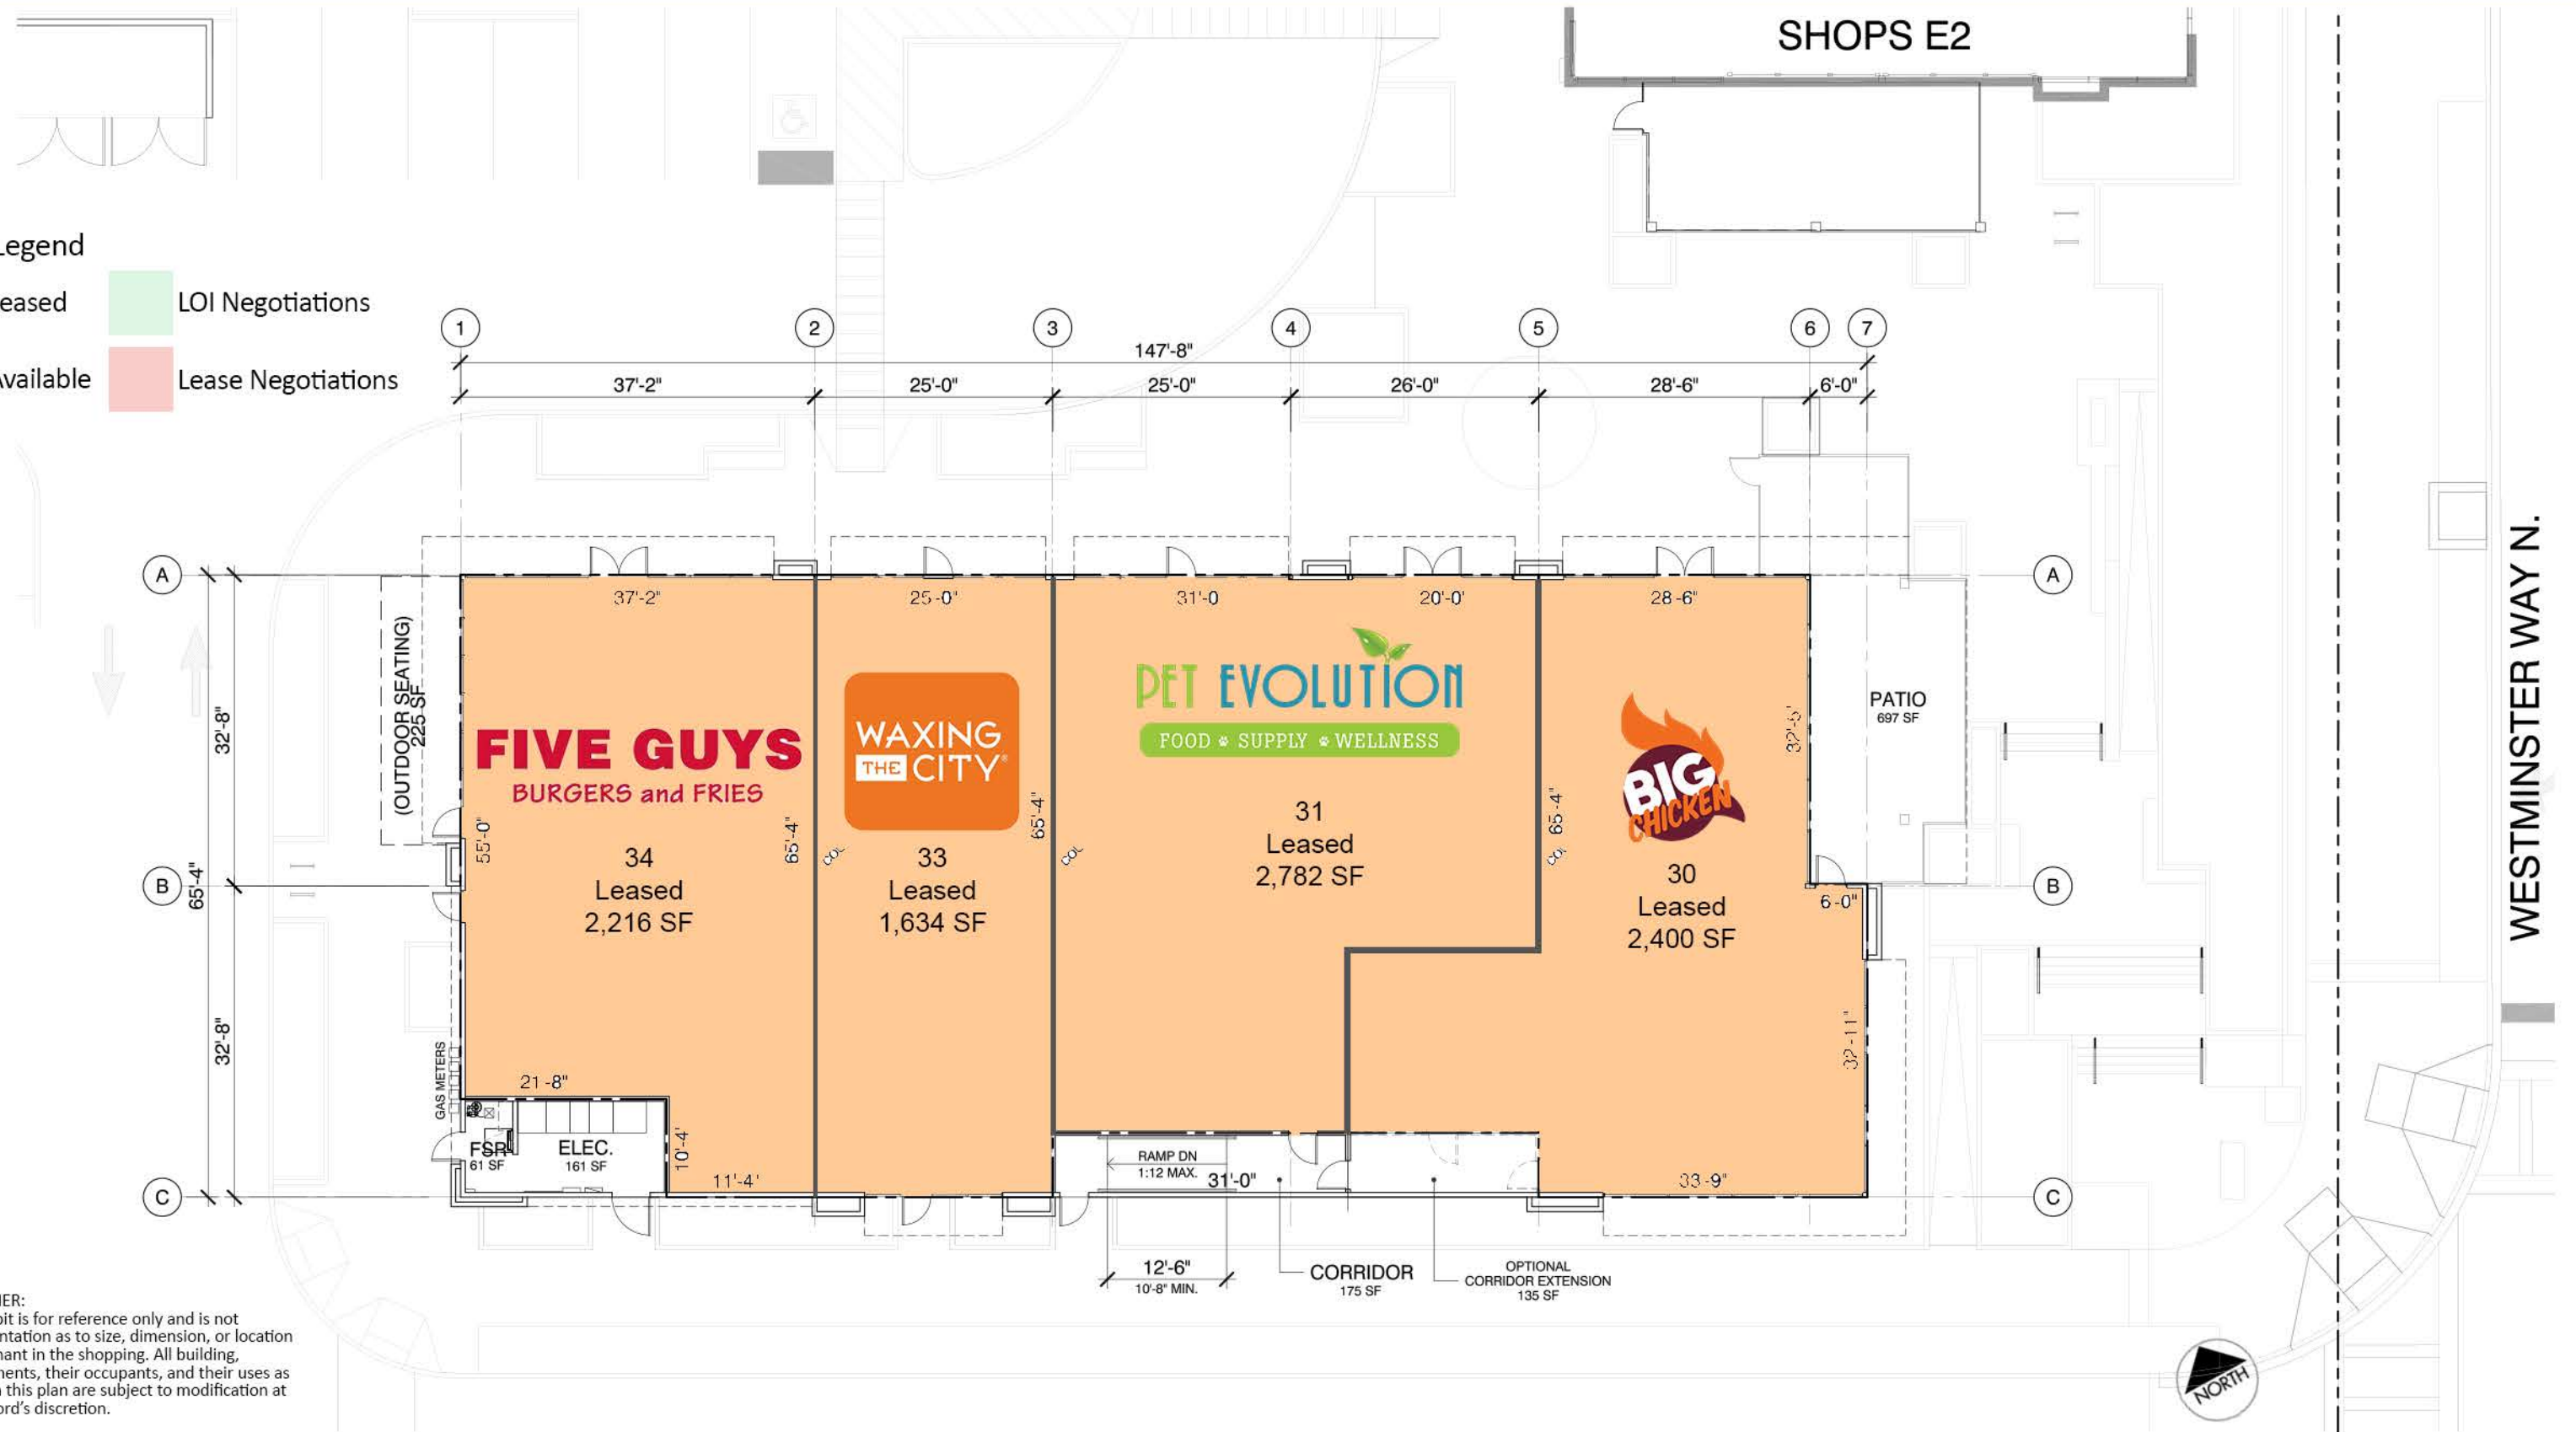 SHOPS E2
Legend
eased
LOI Negotiations
Available
Lease Negotiations
1
2
3
4
5
6
7
147'-8"
37'-2"
25'-0"
25'-0"
26'-0"
28'-6"
6'-0"
A
A
37'-2"
25-0"
31'-0
20'-0'
28-6"
(OUTDOOR SEATING)
225 SF
32'-8"
65'-4"
32'-8"
PATIO
697 SF
WESTMINSTER WAY N.
FIVE GUYS
BURGERS and FRIES
34
Leased
2,216 SF
55'-0"
65'-4"
WAXING
THE CITY
33
Leased
1,634 SF
COL
65'-4"
PET EVOLUTION
FOOD SUPPLY WELLNESS
31
Leased
2,782 SF
COL
65-4"
BIG
CHICKEN
30
Leased
2,400 SF
COL
32'-5'
6-0"
32-11"
B
B
GAS METERS
21-8"
FSR
61 SF
ELEC.
161 SF
10'-4'
11'-4'
RAMP DN
1:12 MAX.
31'-0"
33-9"
C
C
12'-6"
10'-8" MIN.
CORRIDOR
175 SF
OPTIONAL
CORRIDOR EXTENSION
135 SF
IER:
bit is for reference only and is not
ntation as to size, dimension, or location
nant in the shopping. All building,
nents, their occupants, and their uses as
n this plan are subject to modification at
ord's discretion.
NORTH